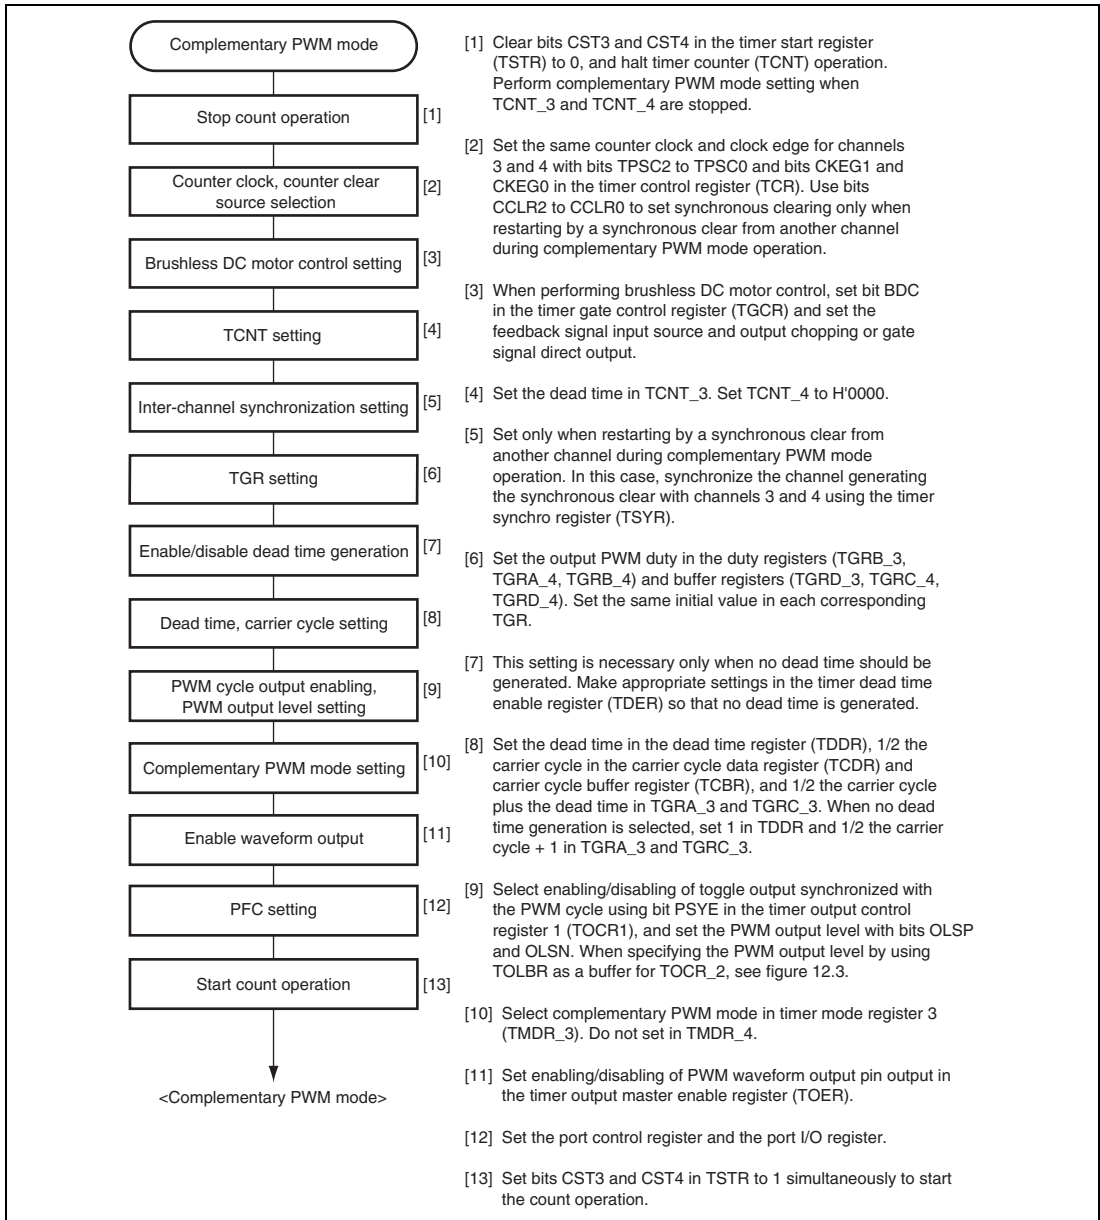 Complementary PWM mode
Stop count operation
[1]
Counter clock, counter clear
source selection
[2]
Brushless DC motor control setting
[3]
TCNT setting
[4]
Inter-channel synchronization setting
[5]
TGR setting
[6]
Enable/disable dead time generation
[7]
Dead time, carrier cycle setting
[8]
PWM cycle output enabling,
PWM output level setting
[9]
Complementary PWM mode setting
[10]
Enable waveform output
[11]
PFC setting
[12]
Start count operation
[13]
<Complementary PWM mode>
[1] Clear bits CST3 and CST4 in the timer start register
(TSTR) to 0, and halt timer counter (TCNT) operation.
Perform complementary PWM mode setting when
TCNT_3 and TCNT_4 are stopped.
[2] Set the same counter clock and clock edge for channels
3 and 4 with bits TPSC2 to TPSC0 and bits CKEG1 and
CKEG0 in the timer control register (TCR). Use bits
CCLR2 to CCLR0 to set synchronous clearing only when
restarting by a synchronous clear from another channel
during complementary PWM mode operation.
[3] When performing brushless DC motor control, set bit BDC
in the timer gate control register (TGCR) and set the
feedback signal input source and output chopping or gate
signal direct output.
[4] Set the dead time in TCNT_3. Set TCNT_4 to H'0000.
[5] Set only when restarting by a synchronous clear from
another channel during complementary PWM mode
operation. In this case, synchronize the channel generating
the synchronous clear with channels 3 and 4 using the timer
synchro register (TSYR).
[6] Set the output PWM duty in the duty registers (TGRB_3,
TGRA_4, TGRB_4) and buffer registers (TGRD_3, TGRC_4,
TGRD_4). Set the same initial value in each corresponding
TGR.
[7] This setting is necessary only when no dead time should be
generated. Make appropriate settings in the timer dead time
enable register (TDER) so that no dead time is generated.
[8] Set the dead time in the dead time register (TDDR), 1/2 the
carrier cycle in the carrier cycle data register (TCDR) and
carrier cycle buffer register (TCBR), and 1/2 the carrier cycle
plus the dead time in TGRA_3 and TGRC_3. When no dead
time generation is selected, set 1 in TDDR and 1/2 the carrier
cycle + 1 in TGRA_3 and TGRC_3.
[9] Select enabling/disabling of toggle output synchronized with
the PWM cycle using bit PSYE in the timer output control
register 1 (TOCR1), and set the PWM output level with bits OLSP
and OLSN. When specifying the PWM output level by using
TOLBR as a buffer for TOCR_2, see figure 12.3.
[10] Select complementary PWM mode in timer mode register 3
(TMDR_3). Do not set in TMDR_4.
[11] Set enabling/disabling of PWM waveform output pin output in
the timer output master enable register (TOER).
[12] Set the port control register and the port I/O register.
[13] Set bits CST3 and CST4 in TSTR to 1 simultaneously to start
the count operation.